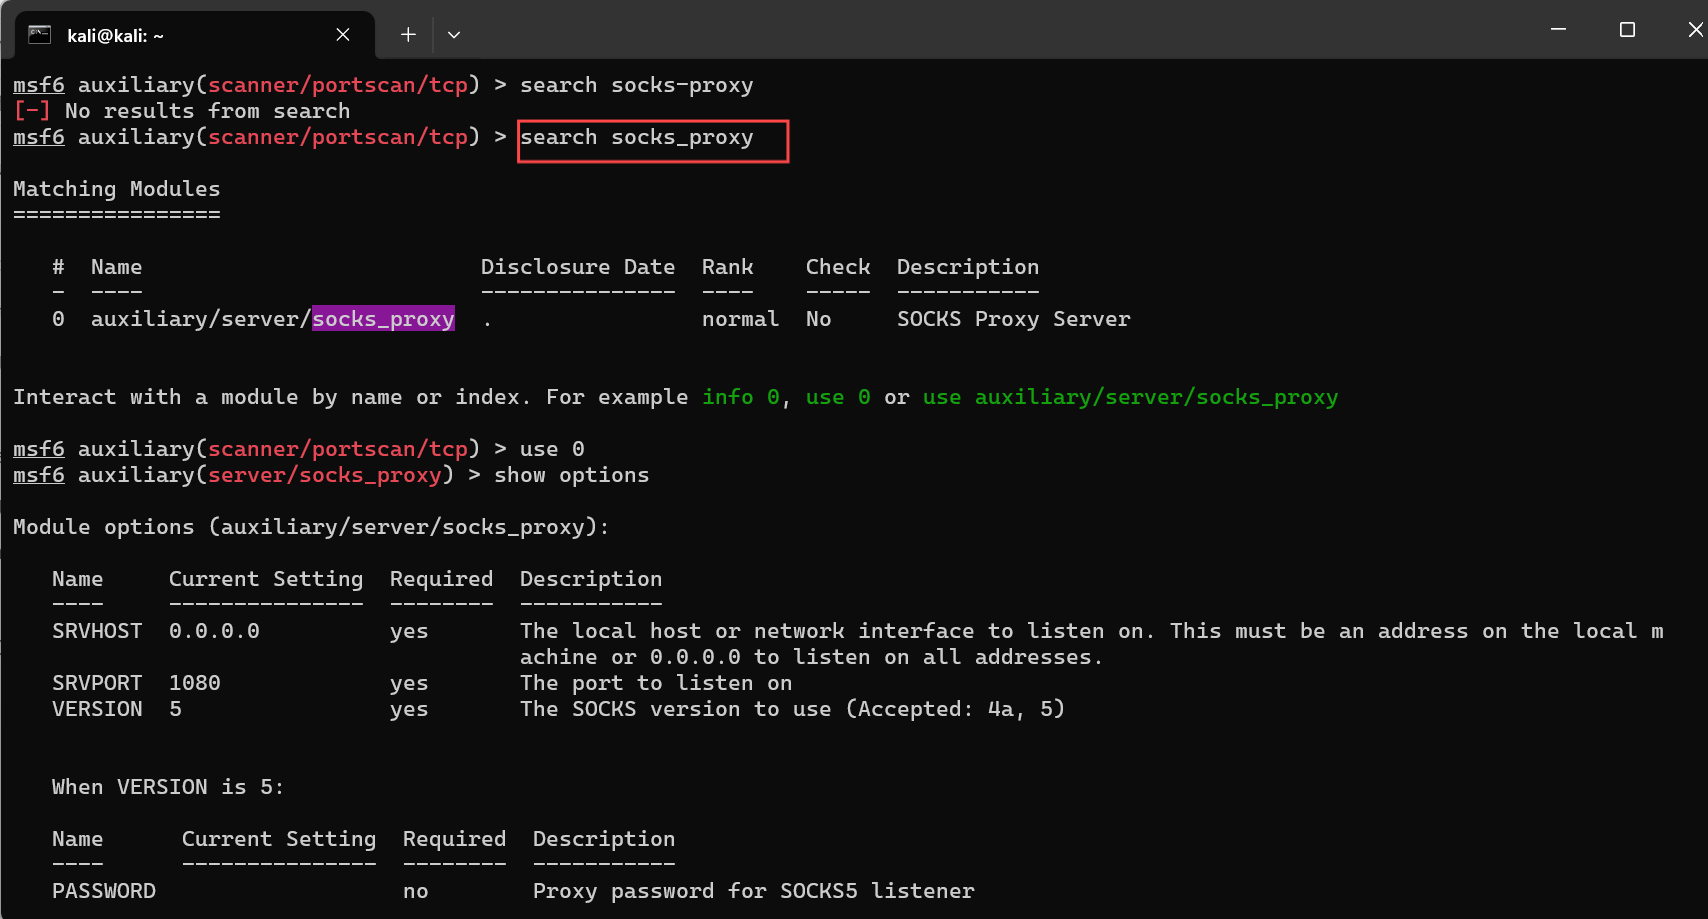 kali@kali: ~
msf6 auxiliary(scanner/portscan/tcp) > search socks-proxy
[-] No results from search
msf6 auxiliary(scanner/portscan/tcp) > search socks_proxy
Matching Modules
================
#  Name                              Disclosure Date  Rank    Check  Description
-  ----                              ---------------  ----    -----  -----------
0  auxiliary/server/socks_proxy  .                normal  No     SOCKS Proxy Server
Interact with a module by name or index. For example info 0, use 0 or use auxiliary/server/socks_proxy
msf6 auxiliary(scanner/portscan/tcp) > use 0
msf6 auxiliary(server/socks_proxy) > show options
Module options (auxiliary/server/socks_proxy):
Name     Current Setting  Required  Description
----     ---------------  --------  -----------
SRVHOST  0.0.0.0          yes       The local host or network interface to listen on. This must be an address on the local m
achine or 0.0.0.0 to listen on all addresses.
SRVPORT  1080             yes       The port to listen on
VERSION  5                yes       The SOCKS version to use (Accepted: 4a, 5)
When VERSION is 5:
Name      Current Setting  Required  Description
----      ---------------  --------  -----------
PASSWORD                   no        Proxy password for SOCKS5 listener